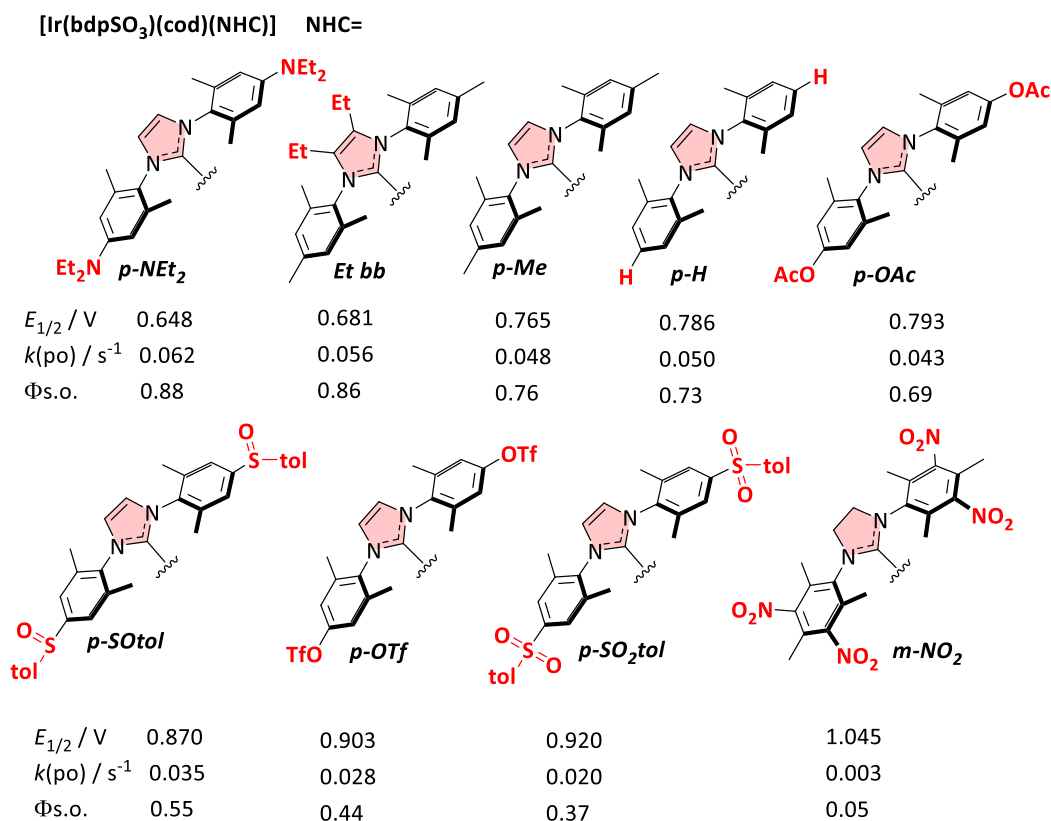 [Ir(bdpSO3)(cod)(NHC)] NHC=
NEt2
Et
Et
N
N
Et2N
p-NEt2
N
N
Et bb
N
N
p-Me
H
N
N
H
p-H
OAc
N
N
AcO
p-OAc
E1/2 / V 0.648 0.681 0.765 0.786 0.793
k(po) / s-1 0.062 0.056 0.048 0.050 0.043
Φs.o. 0.88 0.86 0.76 0.73 0.69
O
S
tol
N
N
O
S
tol
p-SOtol
OTf
N
N
TfO
p-OTf
O
S
tol
O
N
N
O
S
O
tol
p-SO2tol
O2N
NO2
N
N
O2N
NO2
m-NO2
E1/2 / V 0.870 0.903 0.920 1.045
k(po) / s-1 0.035 0.028 0.020 0.003
Φs.o. 0.55 0.44 0.37 0.05